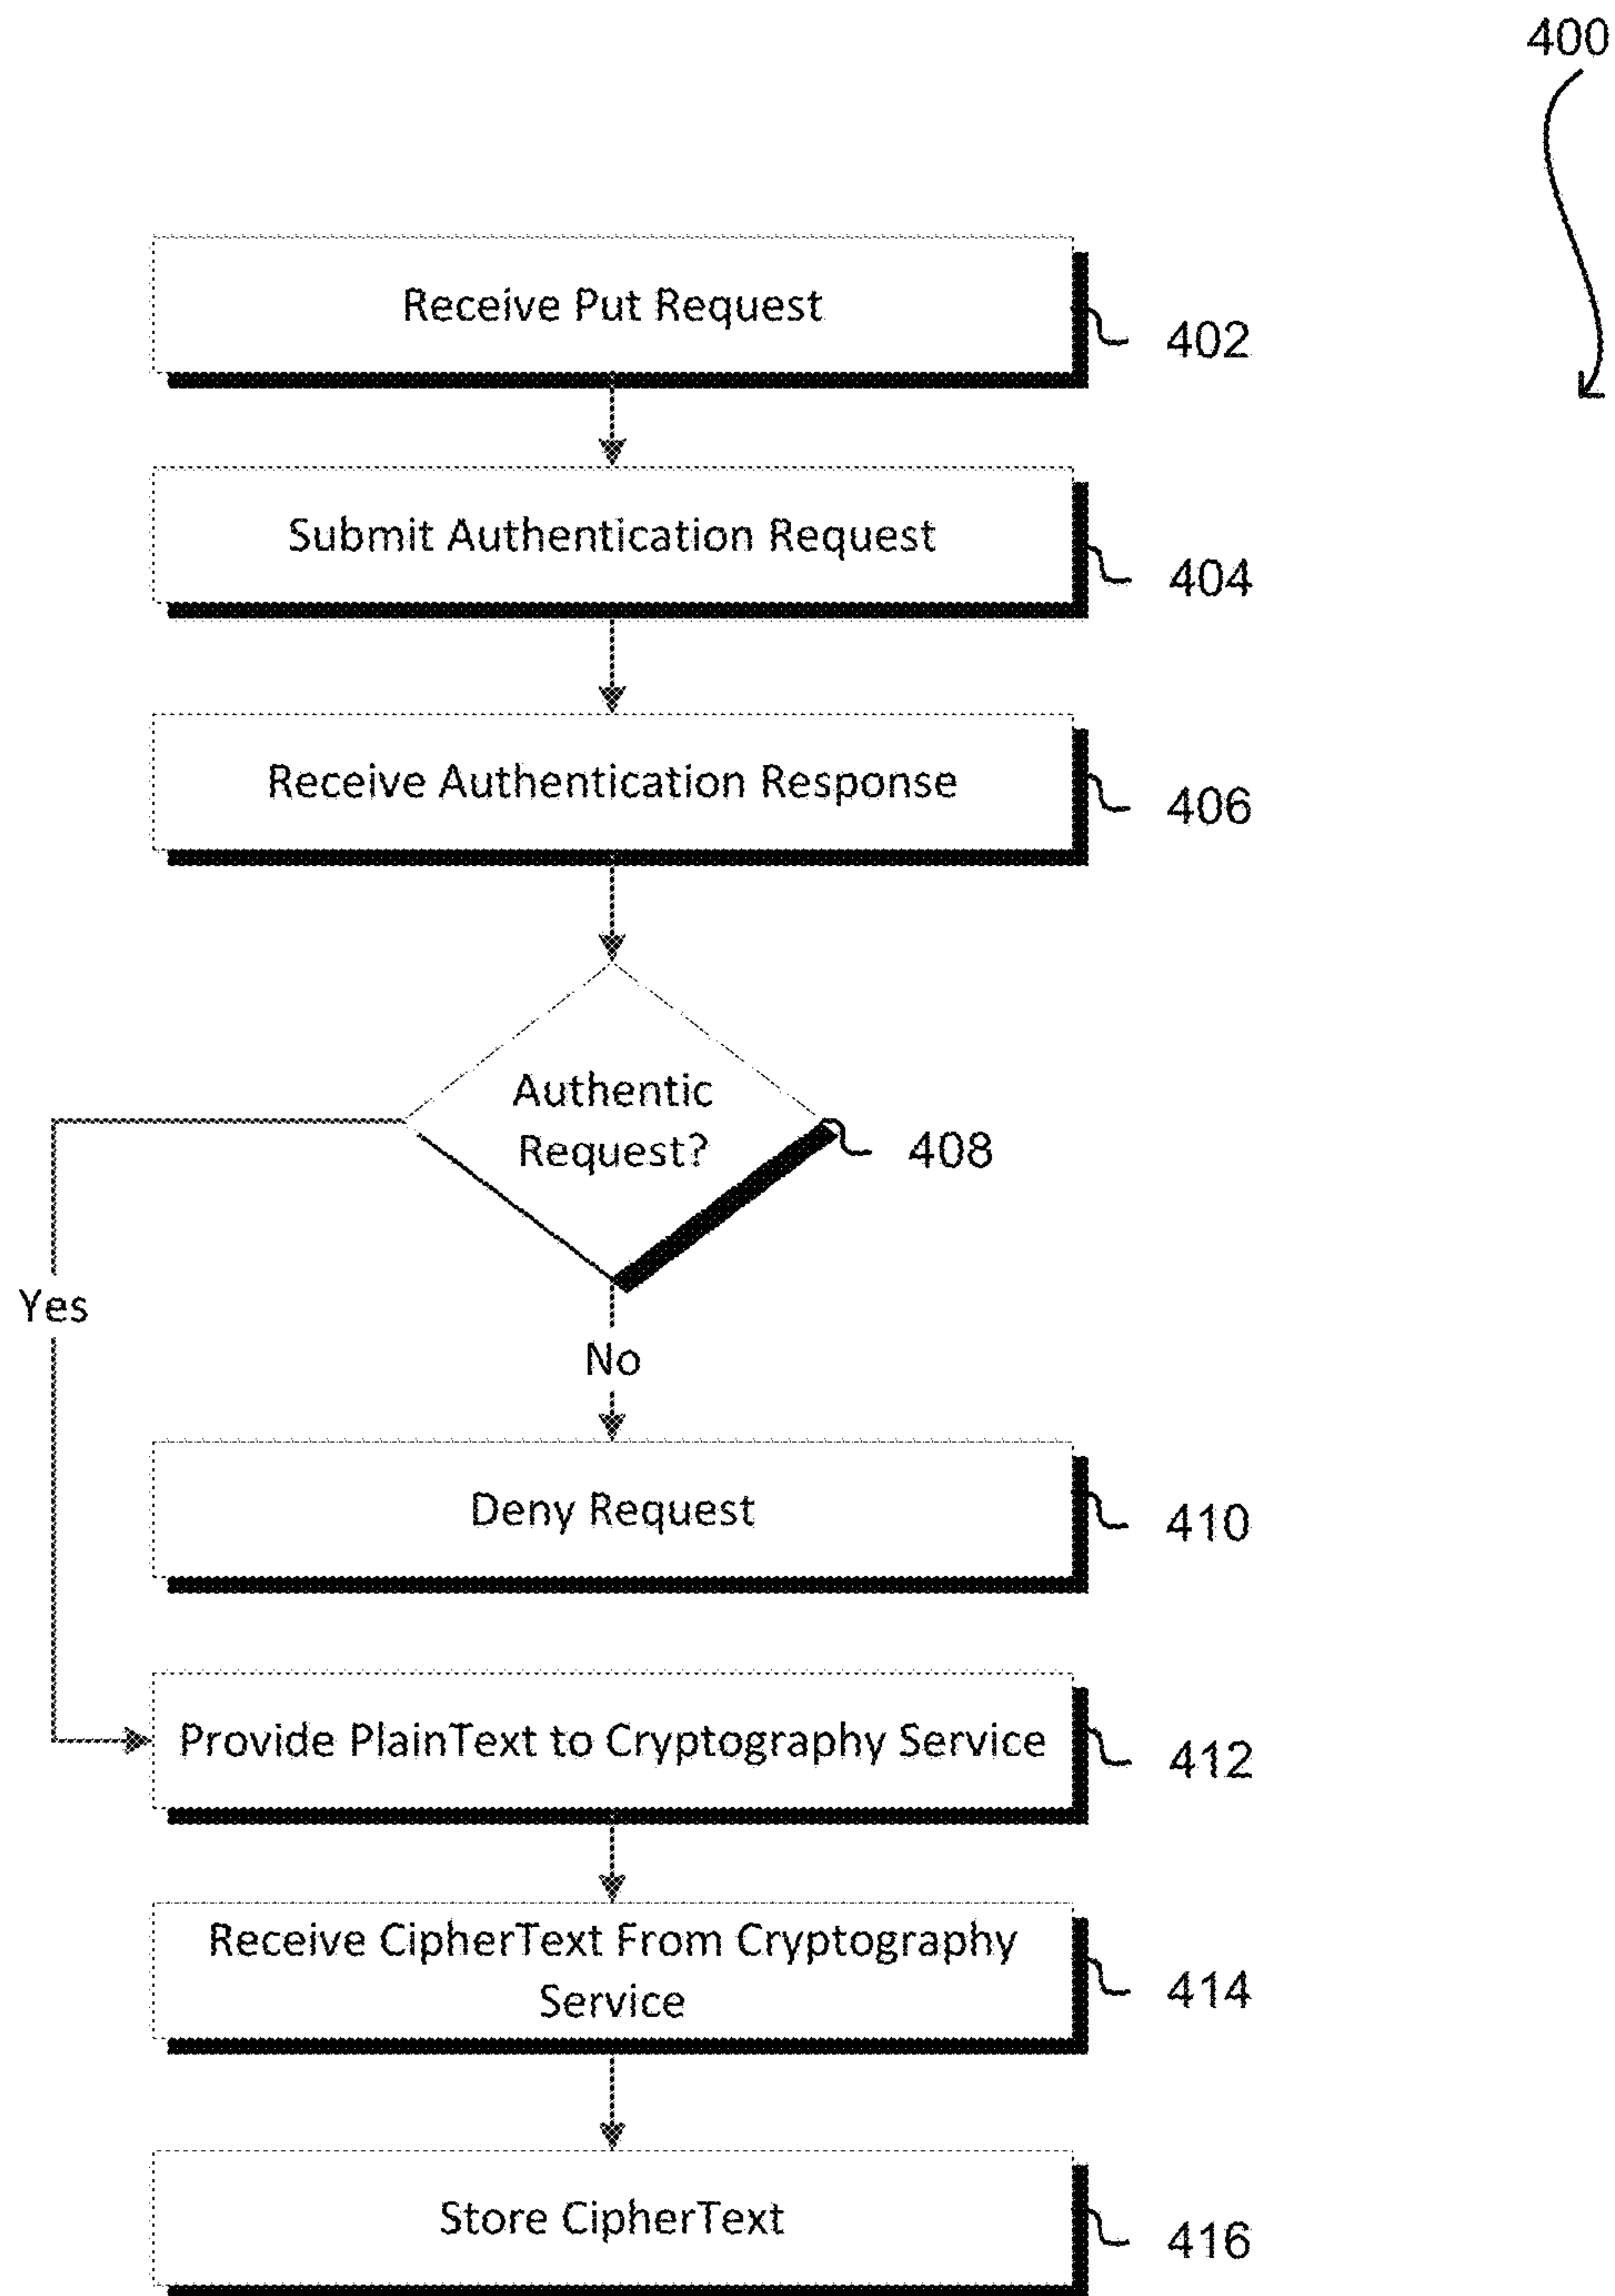 400
Receive Put Request
402
Submit Authentication Request
404
Receive Authentication Response
406
Authentic
Request?
408
Yes
No
Deny Request
410
Provide PlainText to Cryptography Service
412
Receive CipherText From Cryptography
Service
414
Store CipherText
416